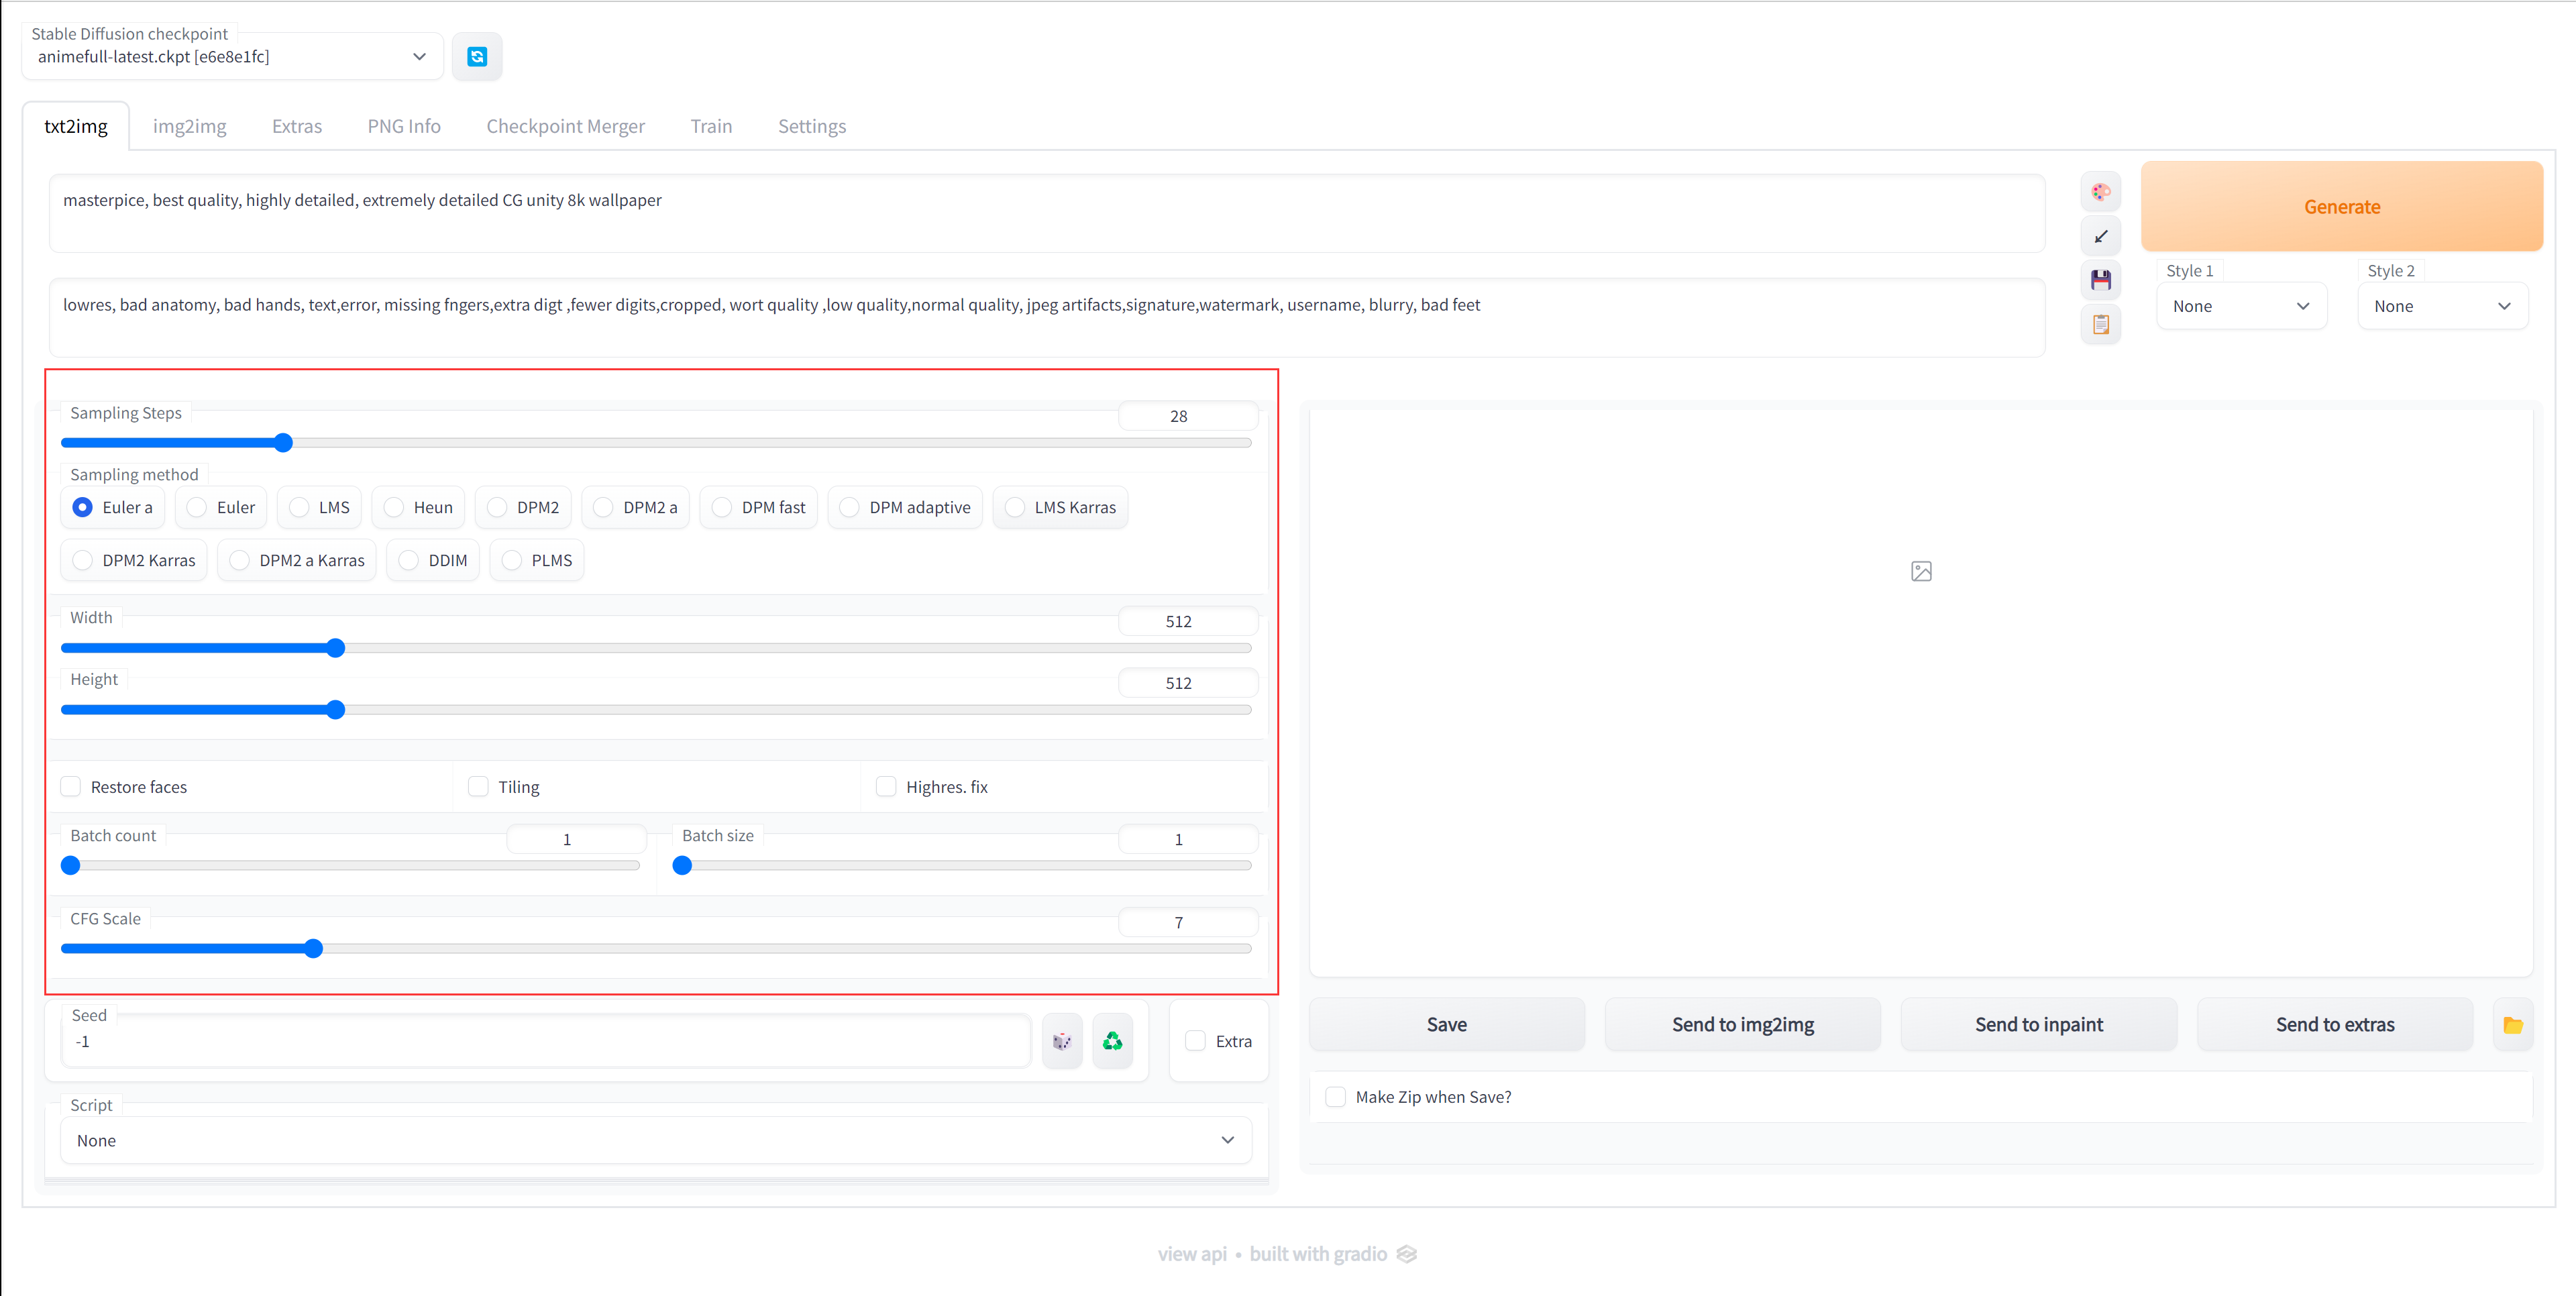 Stable Diffusion checkpoint
animefull-latest.ckpt [e6e8e1fc]
txt2img img2img Extras PNG Info Checkpoint Merger Train Settings
masterpice, best quality, highly detailed, extremely detailed CG unity 8k wallpaper
Generate
Style 1 Style 2
None None
lowres, bad anatomy, bad hands, text,error, missing fngers,extra digt ,fewer digits,cropped, wort quality ,low quality,normal quality, jpeg artifacts,signature,watermark, username, blurry, bad feet
Sampling Steps 28
Sampling method
Euler a Euler LMS Heun DPM2 DPM2 a DPM fast DPM adaptive LMS Karras
DPM2 Karras DPM2 a Karras DDIM PLMS
Width 512
Height 512
Restore faces Tiling Highres. fix
Batch count 1 Batch size 1
CFG Scale 7
Seed
-1
Extra
Script
None
Save Send to img2img Send to inpaint Send to extras
Make Zip when Save?
view api • built with gradio